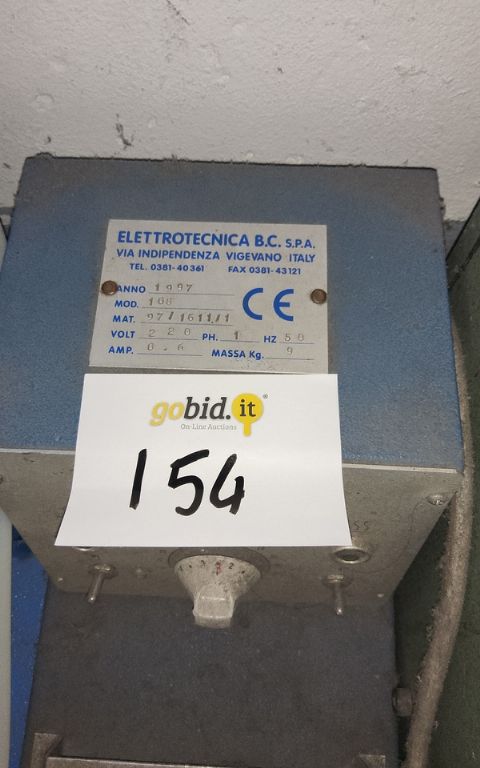 ELETTROTECNICA B.C. S.P.A.
VIA INDIPENDENZA VIGEVANO ITALY
TEL. 0381-40361 FAX 0381-43121
ANNO 1997
MOD. 108
MAT. 97/1611/1
VOLT 220 PH. 1 HZ 50
AMP. 0.6 MASSA Kg. 9
CE
gobid.it®
On-Line Auctions
154